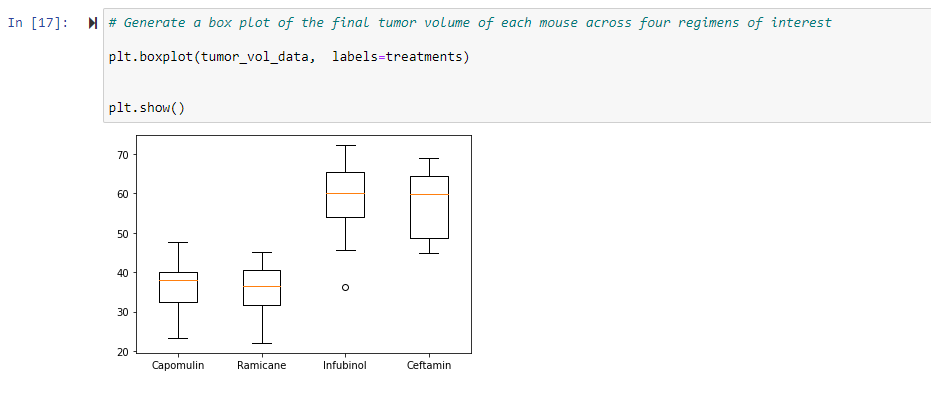 In [17]:
# Generate a box plot of the final tumor volume of each mouse across four regimens of interest
plt.boxplot(tumor_vol_data,  labels=treatments)
plt.show()
70
60
50
40
30
20
Capomulin Ramicane Infubinol Ceftamin